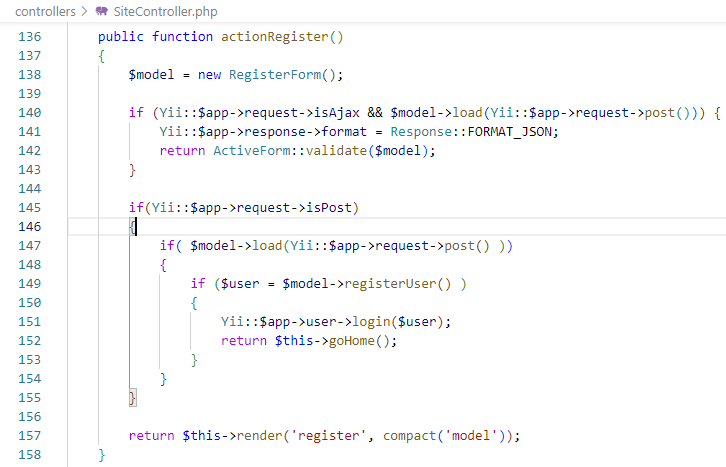 controllers > SiteController.php
136 public function actionRegister()
137 {
138 $model = new RegisterForm();
139
140 if (Yii::$app->request->isAjax && $model->load(Yii::$app->request->post())) {
141 Yii::$app->response->format = Response::FORMAT_JSON;
142 return ActiveForm::validate($model);
143 }
144
145 if(Yii::$app->request->isPost)
146 {
147 if( $model->load(Yii::$app->request->post() ))
148 {
149 if ($user = $model->registerUser() )
150 {
151 Yii::$app->user->login($user);
152 return $this->goHome();
153 }
154 }
155 }
156
157 return $this->render('register', compact('model'));
158 }